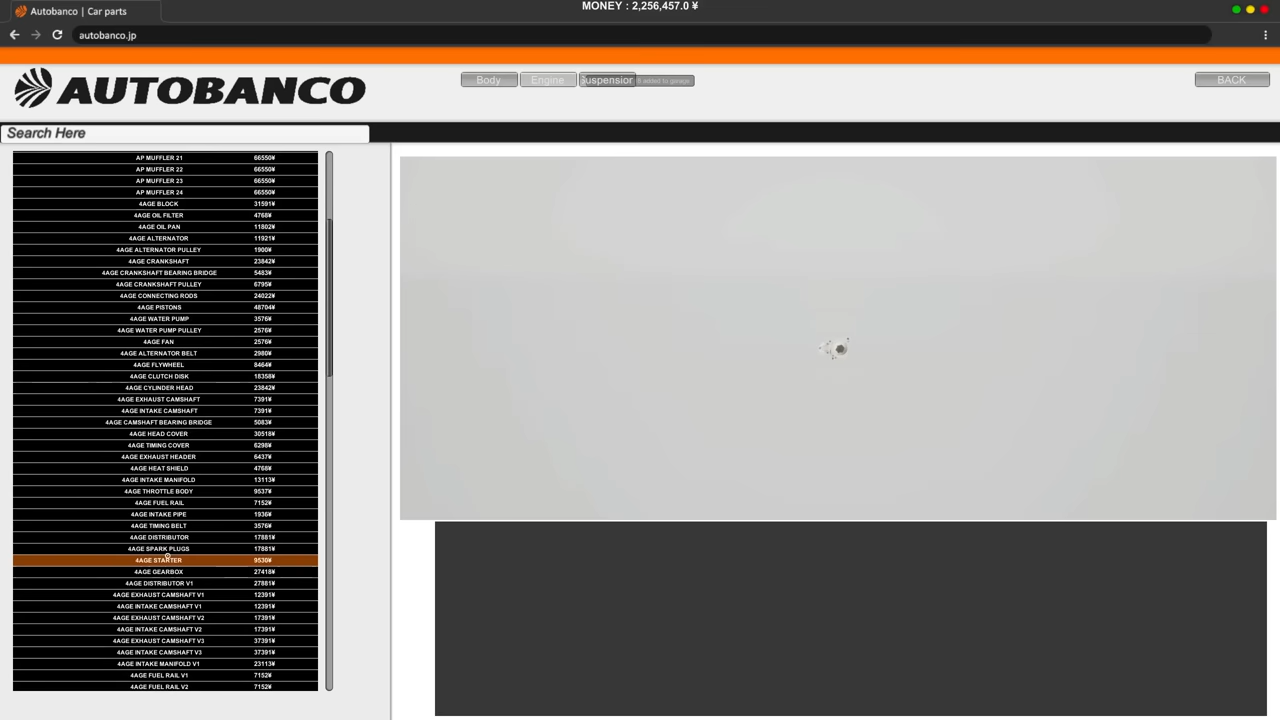 MONEY : 2,256,457.0 ¥
Autobanco | Car parts
autobanco.jp
AUTOBANCO
Body
Engine
Suspension
added to garage
BACK
Search Here
AP MUFFLER 21 66550¥
AP MUFFLER 22 66550¥
AP MUFFLER 23 66550¥
AP MUFFLER 24 66550¥
4AGE BLOCK 31591¥
4AGE OIL FILTER 4768¥
4AGE OIL PAN 11802¥
4AGE ALTERNATOR 11921¥
4AGE ALTERNATOR PULLEY 1900¥
4AGE CRANKSHAFT 23842¥
4AGE CRANKSHAFT BEARING BRIDGE 5483¥
4AGE CRANKSHAFT PULLEY 6795¥
4AGE CONNECTING RODS 24022¥
4AGE PISTONS 48704¥
4AGE WATER PUMP 3576¥
4AGE WATER PUMP PULLEY 2576¥
4AGE FAN 2576¥
4AGE ALTERNATOR BELT 2980¥
4AGE FLYWHEEL 8464¥
4AGE CLUTCH DISK 18358¥
4AGE CYLINDER HEAD 23842¥
4AGE EXHAUST CAMSHAFT 7391¥
4AGE INTAKE CAMSHAFT 7391¥
4AGE CAMSHAFT BEARING BRIDGE 5083¥
4AGE HEAD COVER 30518¥
4AGE TIMING COVER 6298¥
4AGE EXHAUST HEADER 6437¥
4AGE HEAT SHIELD 4768¥
4AGE INTAKE MANIFOLD 13113¥
4AGE THROTTLE BODY 9537¥
4AGE FUEL RAIL 7152¥
4AGE INTAKE PIPE 1936¥
4AGE TIMING BELT 3576¥
4AGE DISTRIBUTOR 17881¥
4AGE SPARK PLUGS 17881¥
4AGE STARTER 9530¥
4AGE GEARBOX 27418¥
4AGE DISTRIBUTOR V1 27881¥
4AGE EXHAUST CAMSHAFT V1 12391¥
4AGE INTAKE CAMSHAFT V1 12391¥
4AGE EXHAUST CAMSHAFT V2 17391¥
4AGE INTAKE CAMSHAFT V2 17391¥
4AGE EXHAUST CAMSHAFT V3 37391¥
4AGE INTAKE CAMSHAFT V3 37391¥
4AGE INTAKE MANIFOLD V1 23113¥
4AGE FUEL RAIL V1 7152¥
4AGE FUEL RAIL V2 7152¥